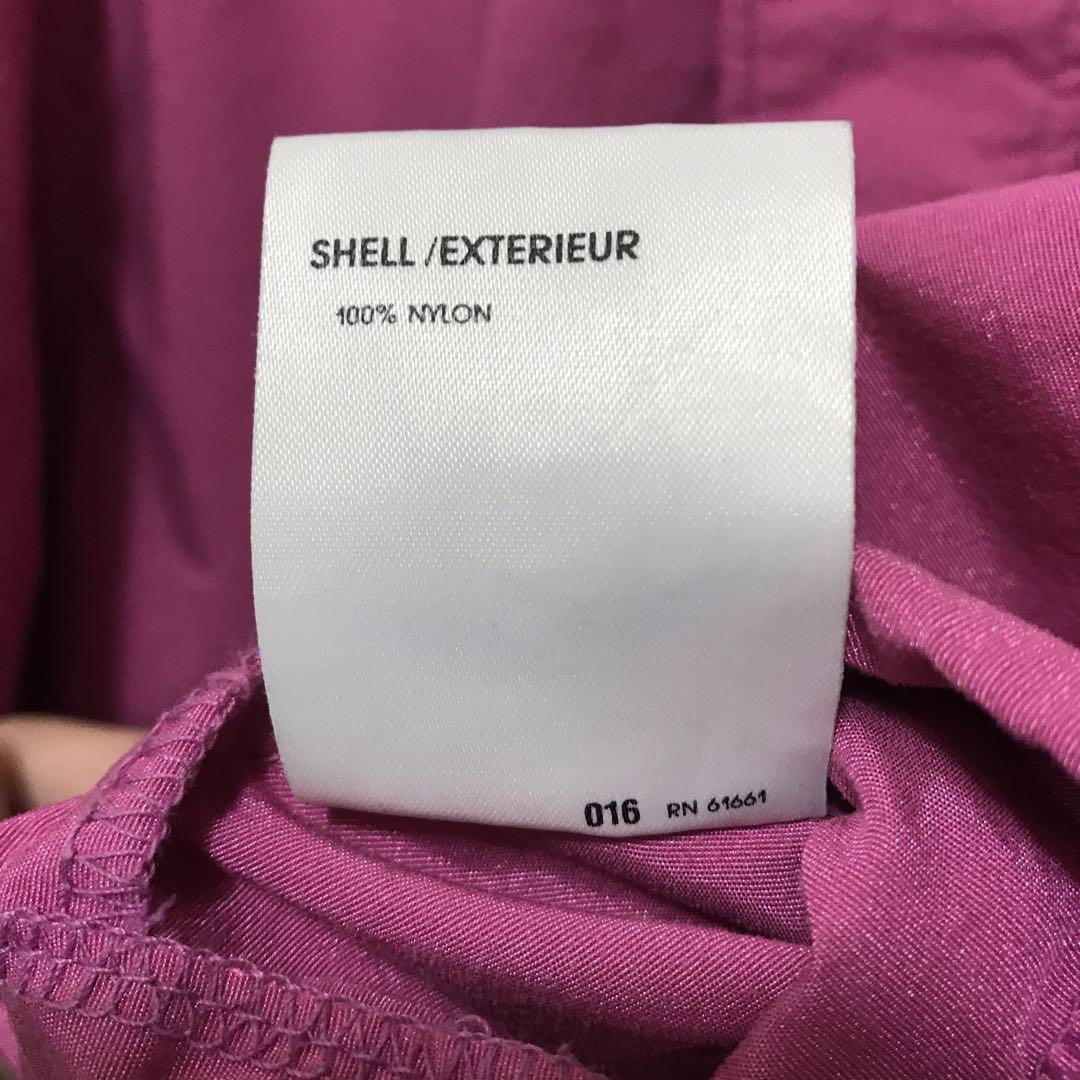 SHELL /EXTERIEUR
100% NYLON
016 RN 61661